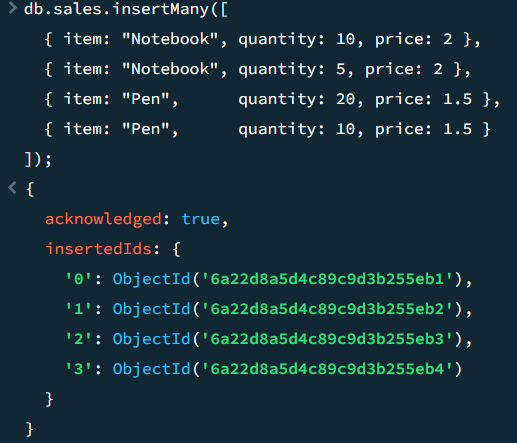 db.sales.insertMany([
{ item: "Notebook", quantity: 10, price: 2 },
{ item: "Notebook", quantity: 5, price: 2 },
{ item: "Pen",      quantity: 20, price: 1.5 },
{ item: "Pen",      quantity: 10, price: 1.5 }
]);
{
acknowledged: true,
insertedIds: {
'0': ObjectId('6a22d8a5d4c89c9d3b255eb1'),
'1': ObjectId('6a22d8a5d4c89c9d3b255eb2'),
'2': ObjectId('6a22d8a5d4c89c9d3b255eb3'),
'3': ObjectId('6a22d8a5d4c89c9d3b255eb4')
}
}